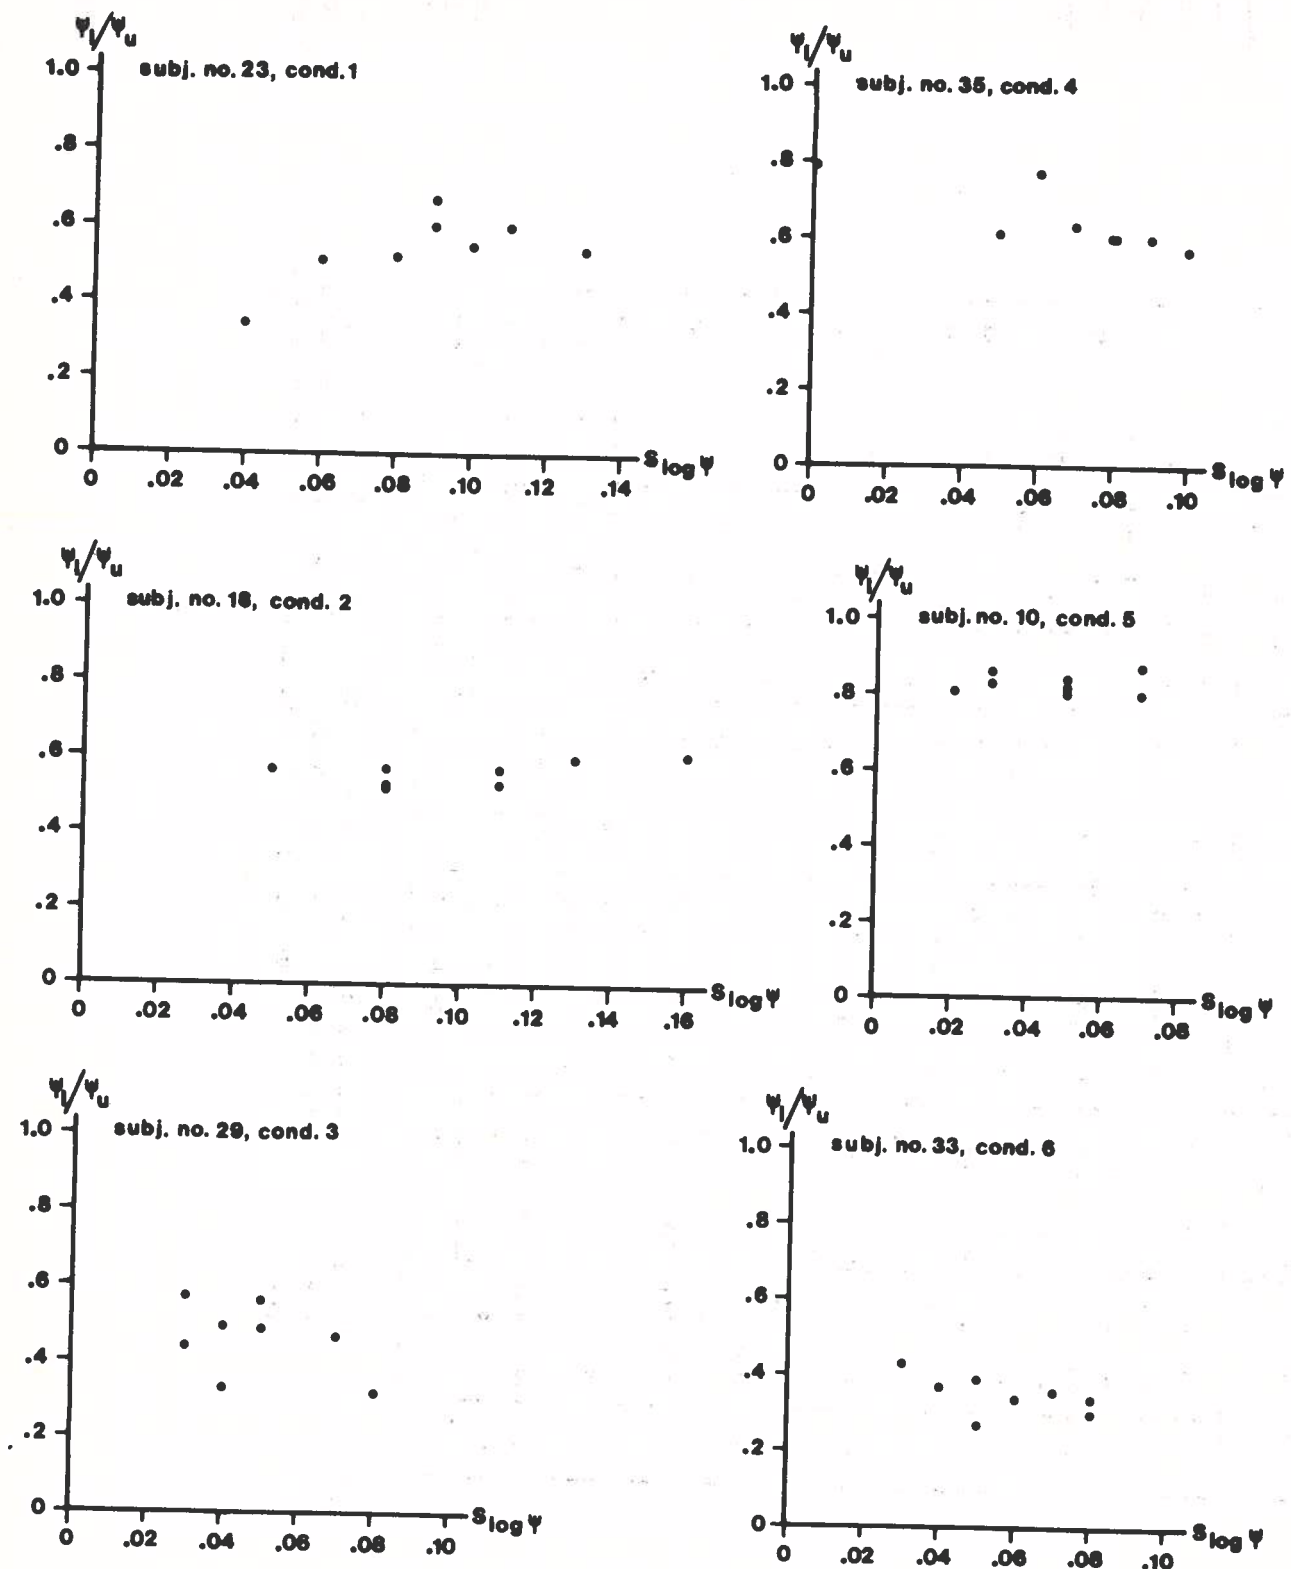 Ψl/Ψu
subj. no. 23, cond. 1
1.0
.8
.6
.4
.2
0
0 .02 .04 .06 .08 .10 .12 .14
S log Ψ
Ψl/Ψu
subj. no. 35, cond. 4
1.0
.8
.6
.4
.2
0
0 .02 .04 .06 .08 .10
S log Ψ
Ψl/Ψu
subj. no. 18, cond. 2
1.0
.8
.6
.4
.2
0
0 .02 .04 .06 .08 .10 .12 .14 .16
S log Ψ
Ψl/Ψu
subj. no. 10, cond. 5
1.0
.8
.6
.4
.2
0
0 .02 .04 .06 .08
S log Ψ
Ψl/Ψu
subj. no. 29, cond. 3
1.0
.8
.6
.4
.2
0
0 .02 .04 .06 .08 .10
S log Ψ
Ψl/Ψu
subj. no. 33, cond. 6
1.0
.8
.6
.4
.2
0
0 .02 .04 .06 .08 .10
S log Ψ